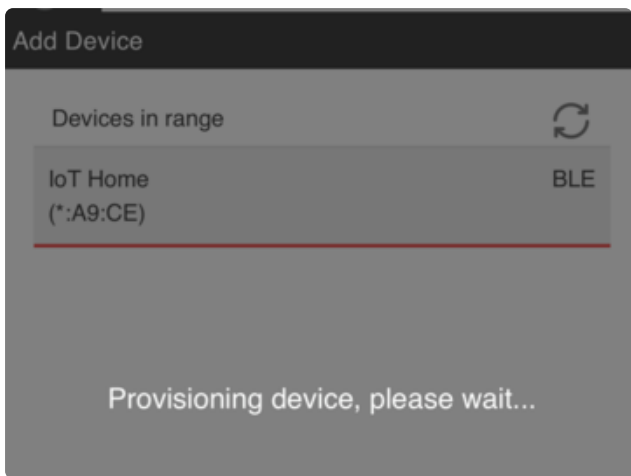 Add Device
Devices in range
IoT Home
BLE
(*:A9:CE)
Provisioning device, please wait...